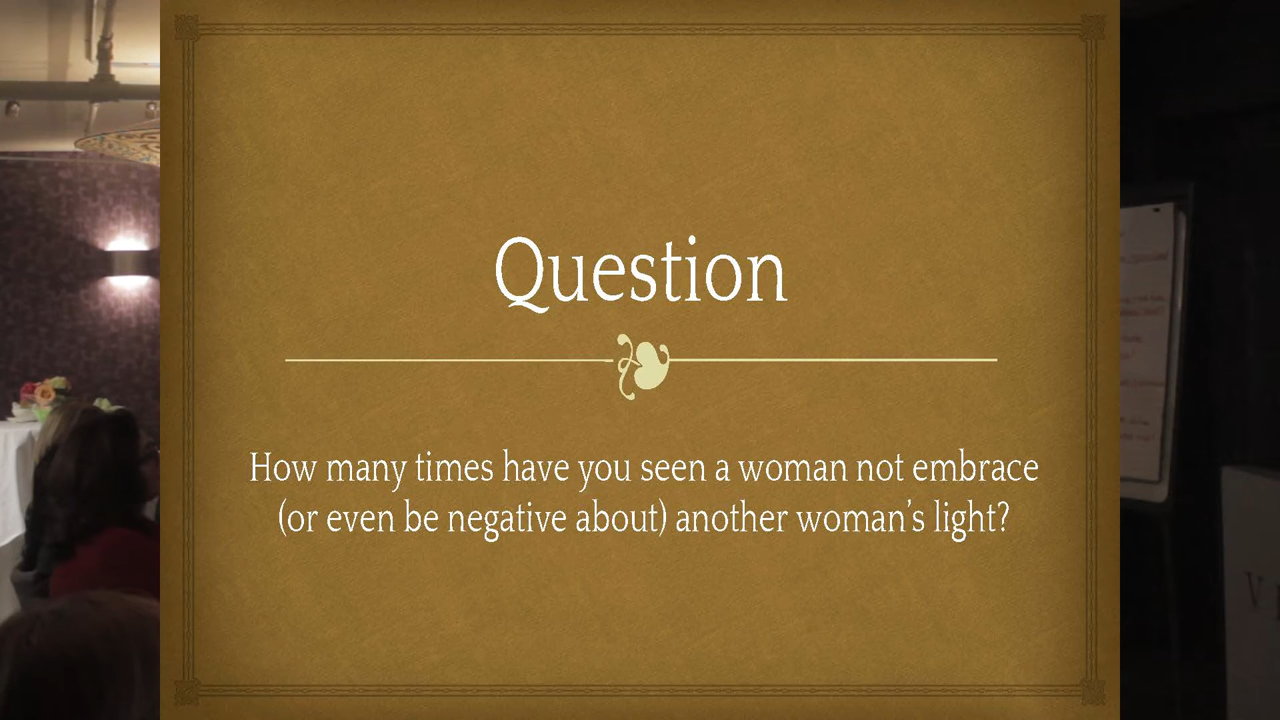 Question
How many times have you seen a woman not embrace
(or even be negative about) another woman's light?